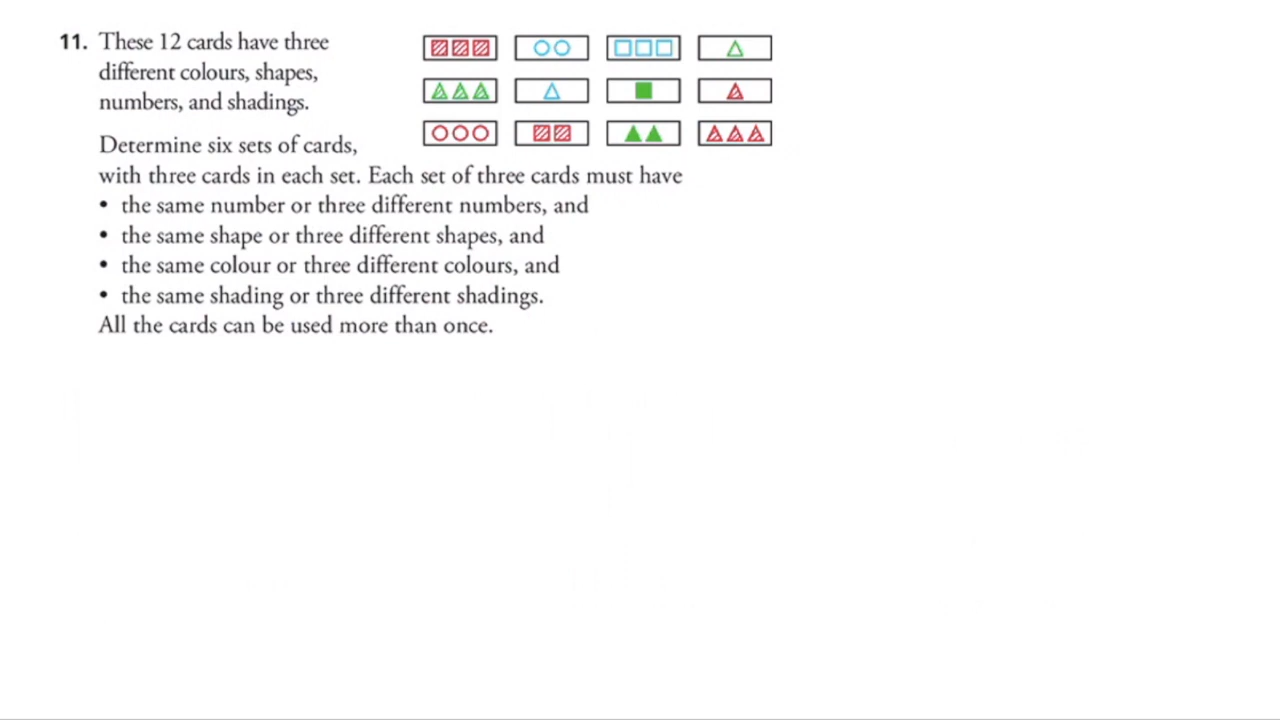 11. These 12 cards have three
different colours, shapes,
numbers, and shadings.
Determine six sets of cards,
with three cards in each set. Each set of three cards must have
• the same number or three different numbers, and
• the same shape or three different shapes, and
• the same colour or three different colours, and
• the same shading or three different shadings.
All the cards can be used more than once.